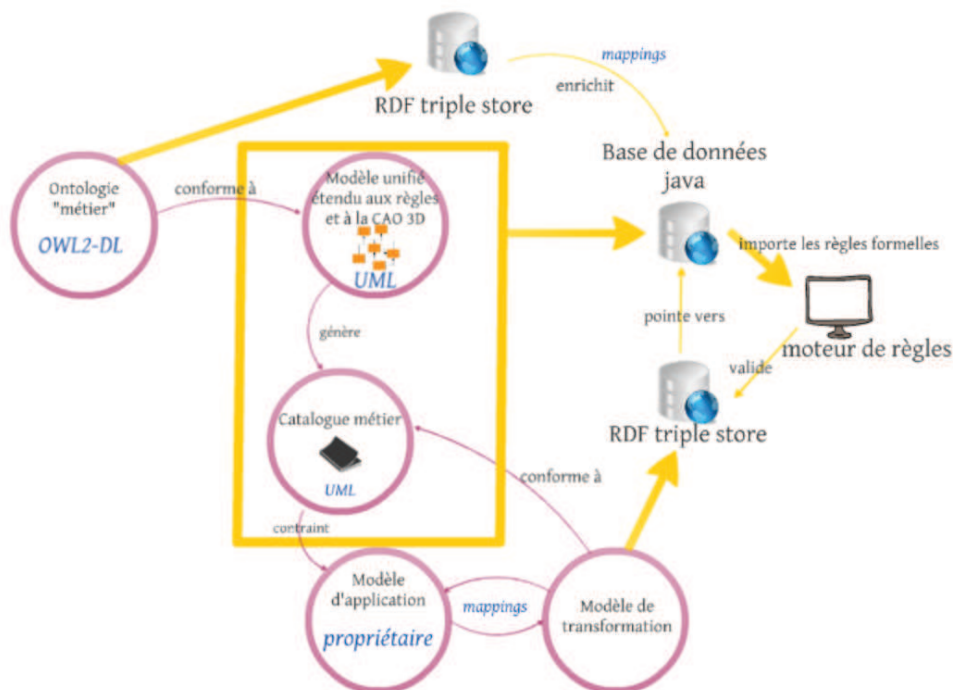 RDF triple store
mappings
enrichit
Base de données
java
Ontologie
"métier"
OWL2-DL
conforme à
Modèle unifié
étendu aux règles
et à la CAO 3D
UML
importe les règles formelles
génère
pointe vers
moteur de règles
valide
Catalogue métier
UML
RDF triple store
conforme à
contraint
Modèle
d'application
propriétaire
mappings
Modèle de
transformation